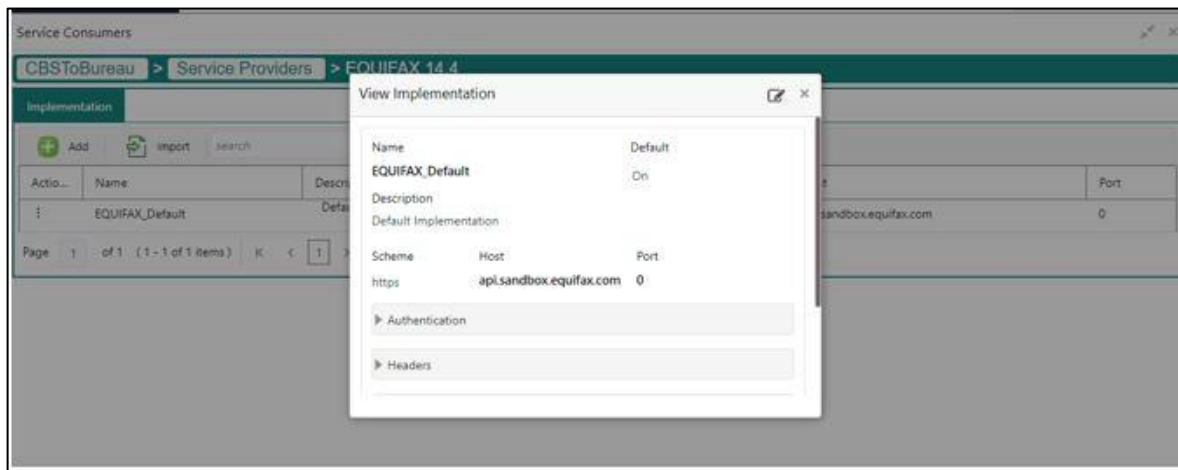 Service Consumers
CBSToBureau > Service Providers > EQUIFAX 14.4
Implementation
Add Import search
Actio... Name Descri Port
EQUIFAX_Default Defau sandbox.equifax.com 0
Page 1 of 1 (1 - 1 of 1 items) 1
View Implementation
Name Default
EQUIFAX_Default On
Description
Default Implementation
Scheme Host Port
https api.sandbox.equifax.com 0
Authentication
Headers